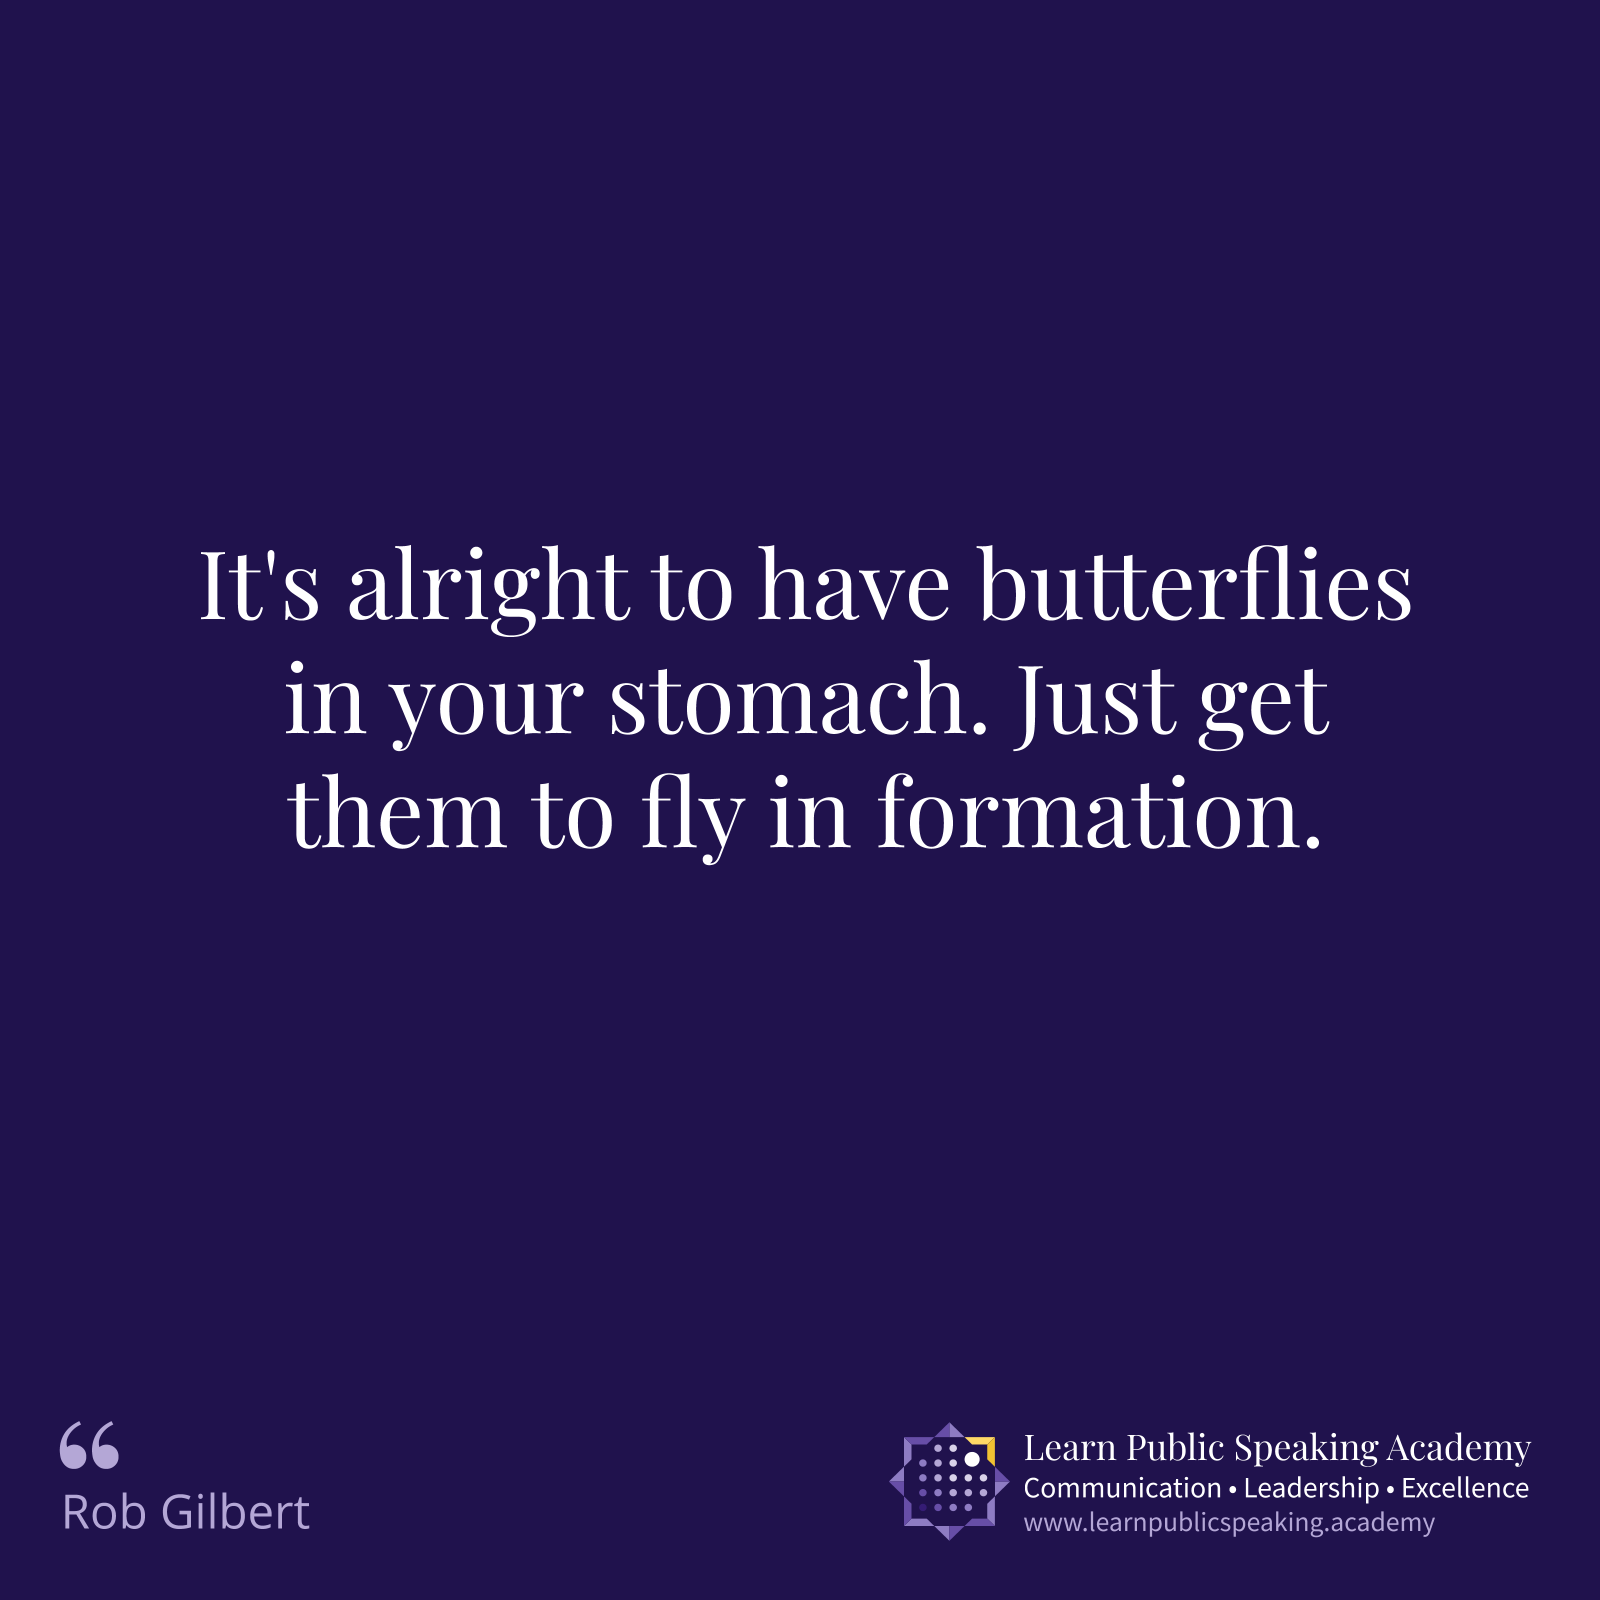 It's alright to have butterflies
in your stomach. Just get
them to fly in formation.
“
Rob Gilbert
Learn Public Speaking Academy
Communication • Leadership • Excellence
www.learnpublicspeaking.academy